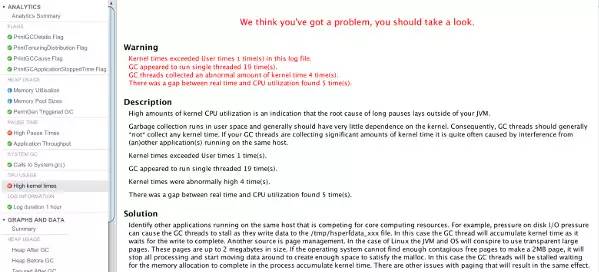 ANALYTICS
Analytics Summary
FLAGS
PrintGCDetails Flag
PrintTenuringDistribution Flag
PrintGCCause Flag
PrintGCApplicationStoppedTime Flag
HEAP USAGE
Memory Utilisation
Memory Pool Sizes
PermGen Triggered GC
PAUSE TIME
High Pause Times
Application Throughput
SYSTEM GC
Calls to System.gc()
CPU USAGE
High kernel times
LOG INFORMATION
Log duration 1 hour
GRAPHS AND DATA
Summary
HEAP USAGE
Heap After GC
Heap Before GC
Tenured After GC
We think you've got a problem, you should take a look.
Warning
Kernel times exceeded User times 1 time(s) in this log file.
GC appeared to run single threaded 19 time(s).
GC threads collected an abnormal amount of kernel time 4 time(s).
There was a gap between real time and CPU utilization found 5 time(s).
Description
High amounts of kernel CPU utilization is an indication that the root cause of long pauses lays outside of your JVM.
Garbage collection runs in user space and generally should have very little dependence on the kernel. Consequently, GC threads should generally
*not* collect any kernel time. If your GC threads are collecting significant amounts of kernel time it is quite often caused by interference from
(an)other application(s) running on the same host.
Kernel times exceeded User times 1 time(s).
GC appeared to run single threaded 19 time(s).
Kernel times were abnormally high 4 time(s).
There was a gap between real time and CPU utilization found 5 time(s).
Solution
Identify other applications running on the same host that is competing for core computing resources. For example, pressure on disk I/O pressure
can cause the GC threads to stall as they write data to the /tmp/hsperfdata_xxx file. In this case the GC thread will accumulate kernel time as it
waits for the write to complete. Another source is page management. In the case of Linux the JVM and OS will conspire to use transparent large
pages. These pages are up to 2 megabytes in size. If the operating system cannot find enough contagious free pages to make a 2MB page, it will
stop all processing and start moving data around to create enough space to satisfy the malloc. In this case the GC threads will be stalled waiting
for the memory allocation to complete in the process accumulate kernel time. There are other issues with paging that will result in the same effect.